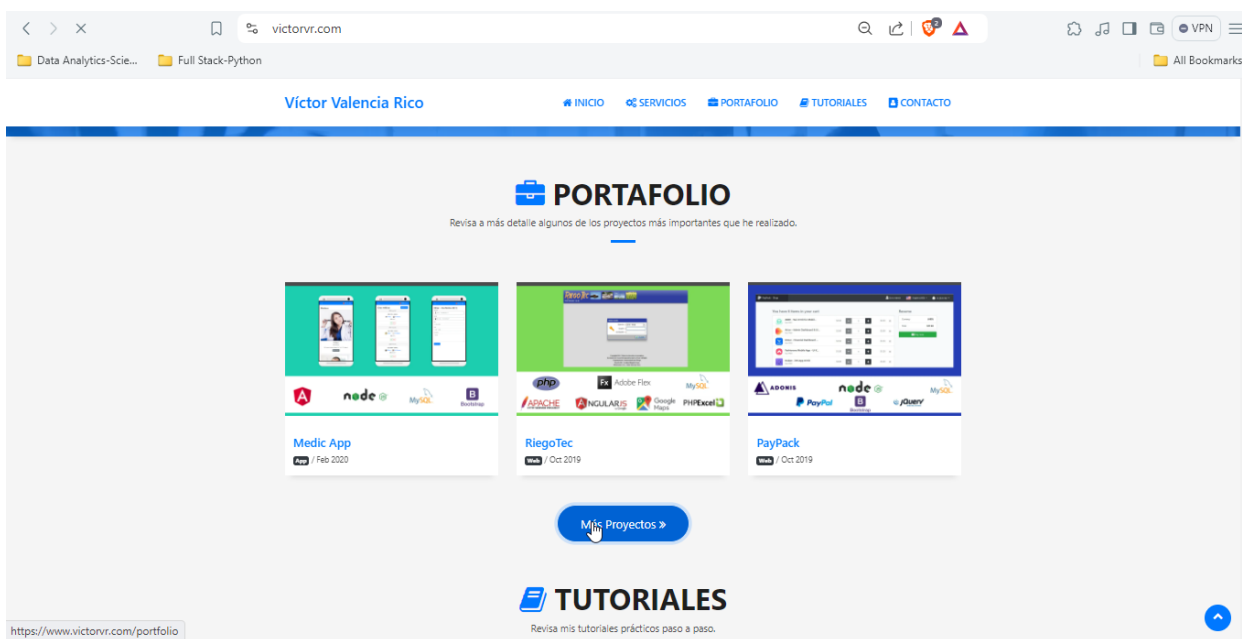 victorvr.com
2
VPN
Data Analytics-Scie...
Full Stack-Python
All Bookmarks
Víctor Valencia Rico
INICIO
SERVICIOS
PORTAFOLIO
TUTORIALES
CONTACTO
PORTAFOLIO
Revisa a más detalle algunos de los proyectos más importantes que he realizado.
node
MySQL
B
Bootstrap
Medic App
App / Feb 2020
RiegoTec
php
Fx Adobe Flex
MySQL
APACHE
ANGULARJS
Google Maps
PHPExcel
RiegoTec
Web / Oct 2019
ADONIS
node
MySQL
PayPal
B
Bootstrap
jQuery
PayPack
Web / Oct 2019
Más Proyectos »
TUTORIALES
Revisa mis tutoriales prácticos paso a paso.
https://www.victorvr.com/portfolio